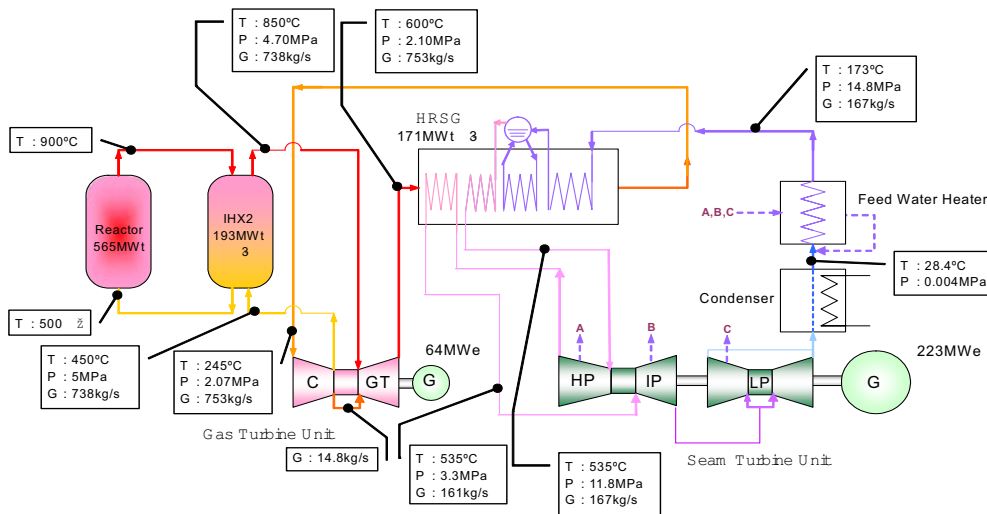 T : 850ºC
P : 4.70MPa
G : 738kg/s
T : 600ºC
P : 2.10MPa
G : 753kg/s
T : 173ºC
P : 14.8MPa
G : 167kg/s
HRSG
171MWt 3
T : 900ºC
Reactor
565MWt
IHX2
193MWt
3
A,B,C
Feed Water Heater
T : 28.4ºC
P : 0.004MPa
Condenser
T : 500 ž
T : 450ºC
P : 5MPa
G : 738kg/s
T : 245ºC
P : 2.07MPa
G : 753kg/s
C
GT
G
64MWe
A
B
C
HP
IP
LP
G
223MWe
Gas Turbine Unit
G : 14.8kg/s
T : 535ºC
P : 3.3MPa
G : 161kg/s
T : 535ºC
P : 11.8MPa
G : 167kg/s
Seam Turbine Unit